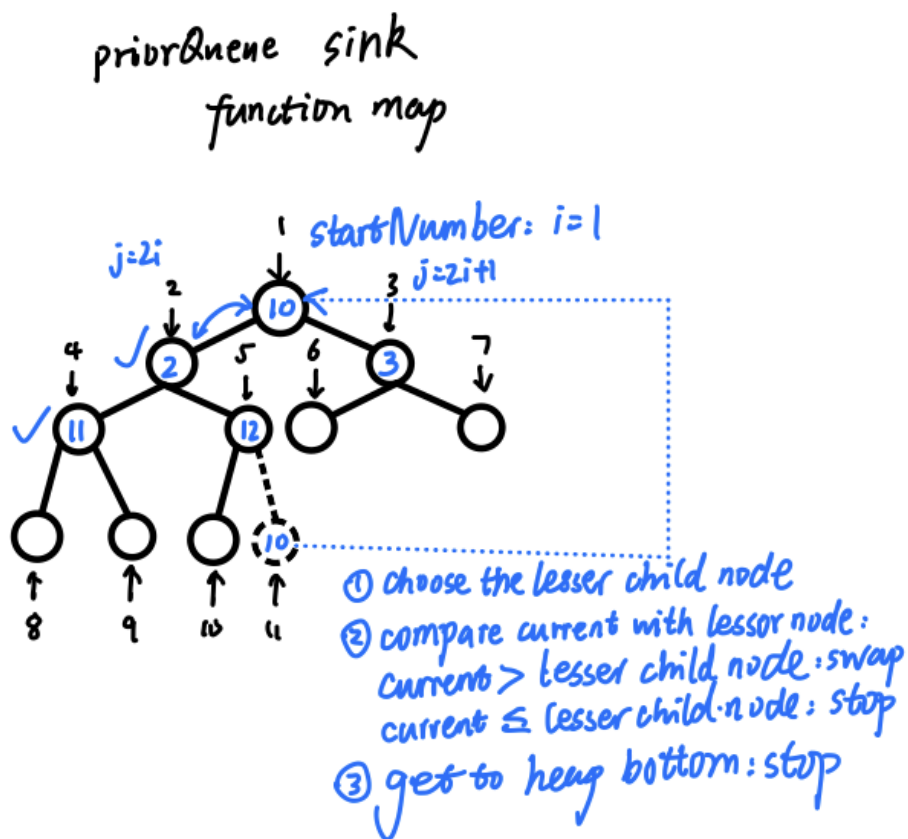 priorQueue sink
function map
1
startNumber: i=1
j=2i
j=2i+1
2
3
10
4
5
6
7
2
3
11
12
10
8
9
10
11
① choose the lesser child node
② compare current with lessor node:
current > lesser child node: swap
current ≤ lesser child node: stop
③ get to heap bottom: stop